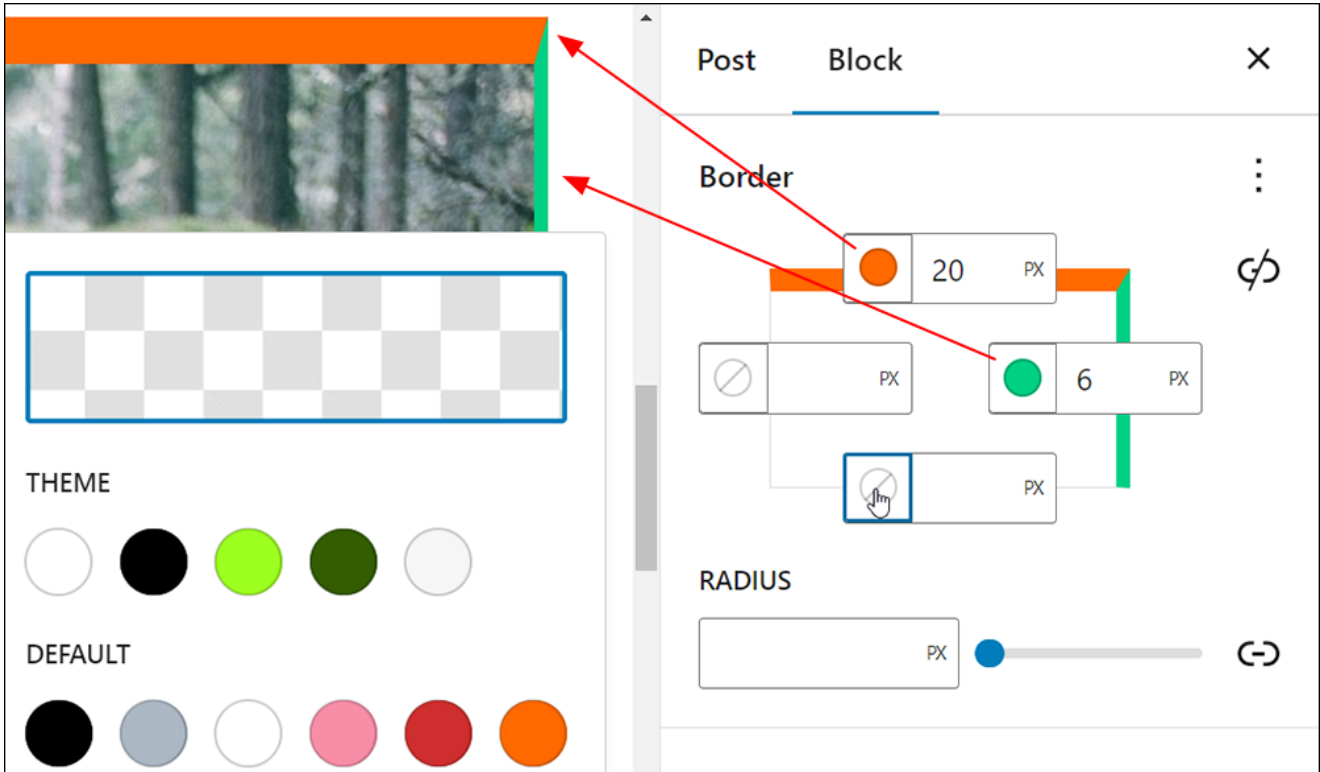 Post Block
Border
20 PX
PX
6 PX
PX
RADIUS
PX
THEME
DEFAULT